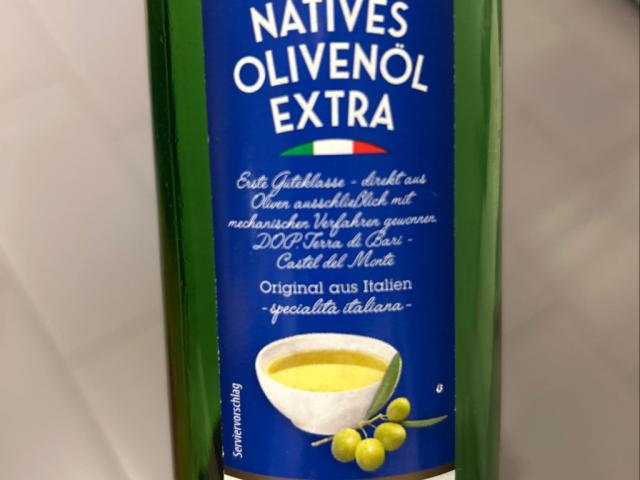 NATIVES
OLIVENÖL
EXTRA
Erste Güteklasse - direkt aus
Oliven ausschließlich mit
mechanischen Verfahren gewonnen.
D.O.P. Terra di Bari -
Castel del Monte
Original aus Italien
- specialità italiana -
Serviervorschlag